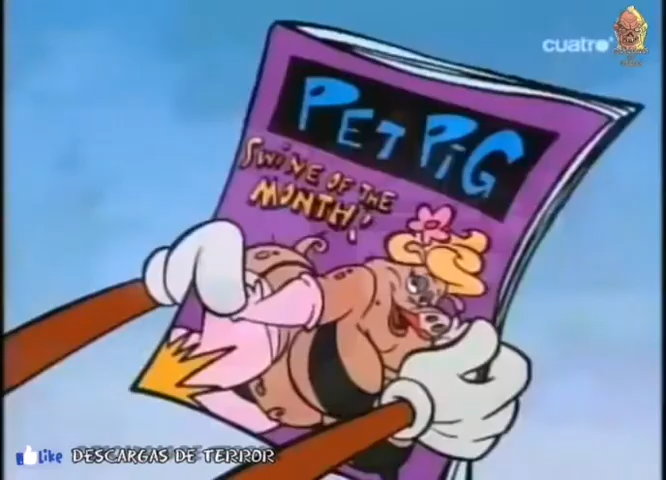 cuatro
PET PIG
SWINE OF THE
MONTH!
Like
DESCARGAS DE TERROR